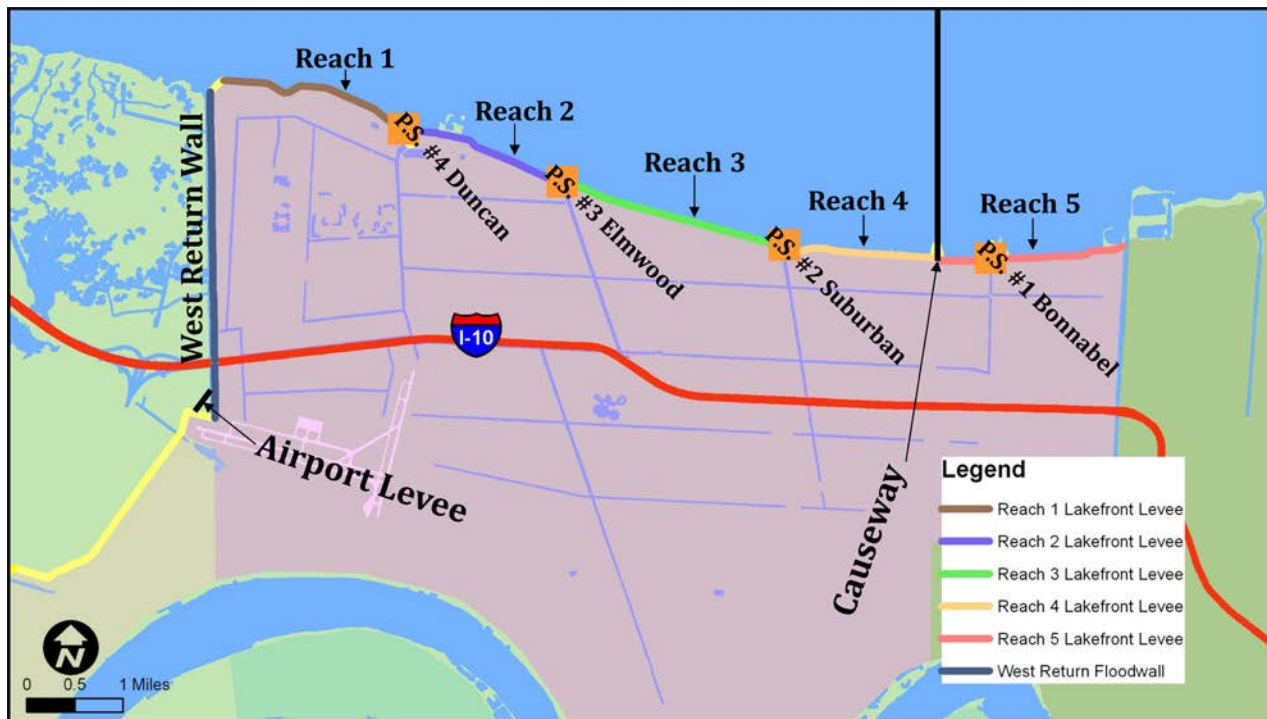 Reach 1
Reach 2
Reach 3
Reach 4
Reach 5
West Return Wall
P.S. #4 Duncan
P.S. #3 Elmwood
P.S. #2 Suburban
P.S. #1 Bonnabel
I-10
Airport Levee
Causeway
Legend
Reach 1 Lakefront Levee
Reach 2 Lakefront Levee
Reach 3 Lakefront Levee
Reach 4 Lakefront Levee
Reach 5 Lakefront Levee
West Return Floodwall
N
0 0.5 1 Miles